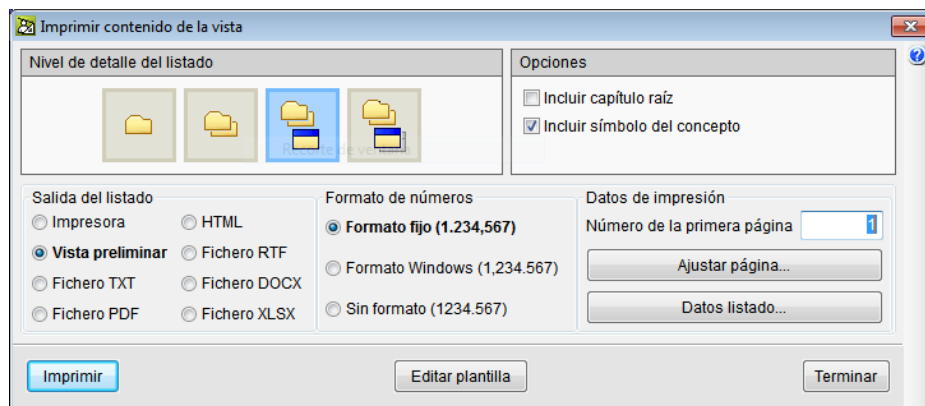 Imprimir contenido de la vista
Nivel de detalle del listado
Opciones
Incluir capítulo raíz
Incluir símbolo del concepto
Recorte de ventana
Salida del listado
Impresora
HTML
Vista preliminar
Fichero RTF
Fichero TXT
Fichero DOCX
Fichero PDF
Fichero XLSX
Formato de números
Formato fijo (1.234,567)
Formato Windows (1,234.567)
Sin formato (1234.567)
Datos de impresión
Número de la primera página 1
Ajustar página...
Datos listado...
Imprimir
Editar plantilla
Terminar